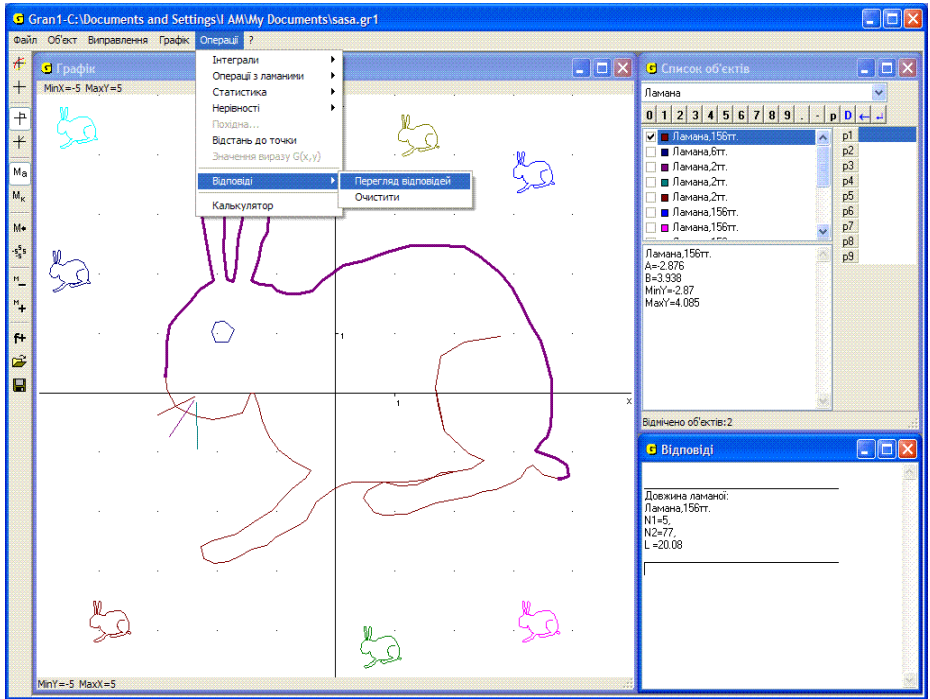 Gran1-C:\Documents and Settings\I AM\My Documents\sasa.gr1
Файл Об'єкт Виправлення Графік Операції ?
Графік
MinX=-5 MaxY=5
Інтеграли
Операції з ламаними
Статистика
Нерівності
Похідна...
Відстань до точки
Значення виразу G(x,y)
Відповіді
Калькулятор
Перегляд відповідей
Очистити
Ma
Mк
M+
f+
1
1
X
MinY=-5 MaxX=5
Список об'єктів
Ламана
0 1 2 3 4 5 6 7 8 9 . - p D ← ↵
Ламана,156тт.
Ламана,6тт.
Ламана,2тт.
Ламана,2тт.
Ламана,2тт.
Ламана,156тт.
Ламана,156тт.
p1
p2
p3
p4
p5
p6
p7
p8
p9
Ламана,156тт.
A=-2.876
B=3.938
MinY=-2.87
MaxY=4.085
Відмічено об'єктів:2
Відповіді
Довжина ламаної:
Ламана,156тт.
N1=5,
N2=77,
L =20.08